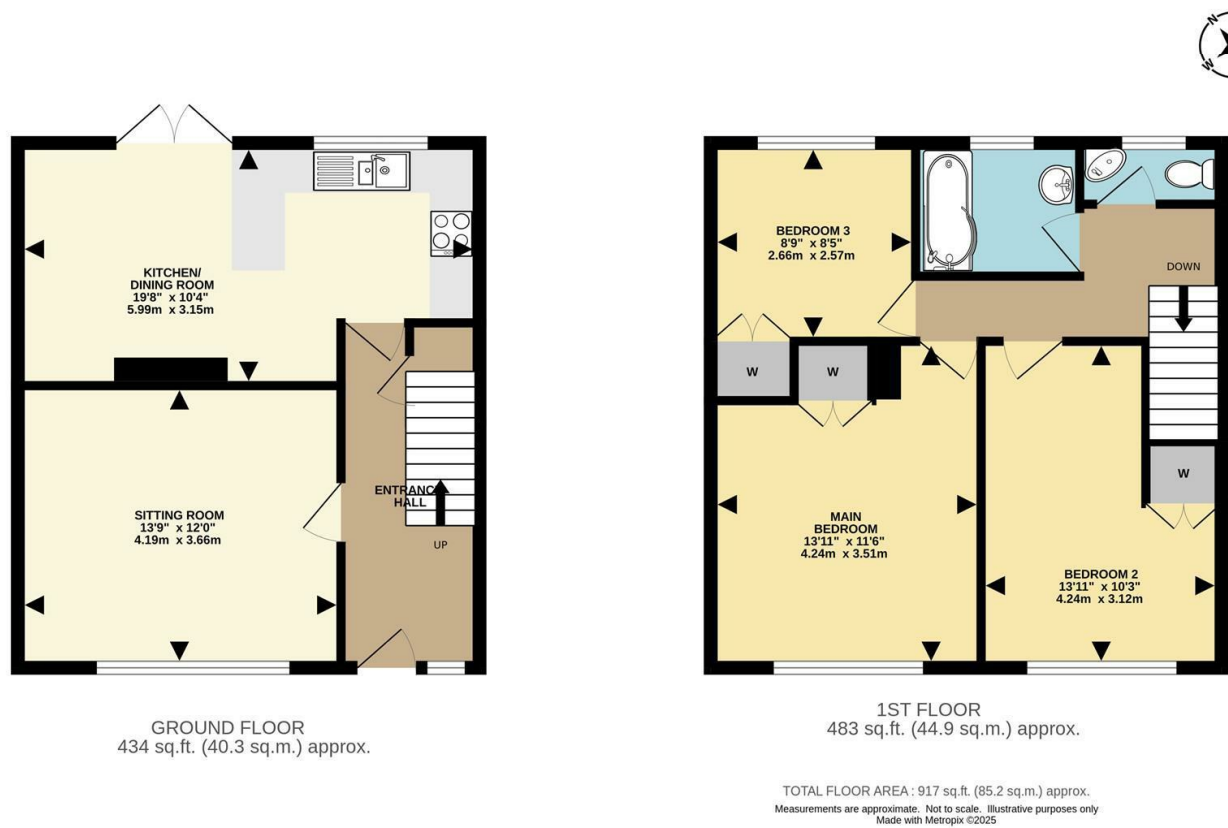 N
W
KITCHEN/
DINING ROOM
19'8" x 10'4"
5.99m x 3.15m
SITTING ROOM
13'9" x 12'0"
4.19m x 3.66m
ENTRANCE
HALL
UP
GROUND FLOOR
434 sq.ft. (40.3 sq.m.) approx.
BEDROOM 3
8'9" x 8'5"
2.66m x 2.57m
DOWN
W
W
W
MAIN
BEDROOM
13'11" x 11'6"
4.24m x 3.51m
BEDROOM 2
13'11" x 10'3"
4.24m x 3.12m
1ST FLOOR
483 sq.ft. (44.9 sq.m.) approx.
TOTAL FLOOR AREA : 917 sq.ft. (85.2 sq.m.) approx.
Measurements are approximate. Not to scale. Illustrative purposes only
Made with Metropix ©2025